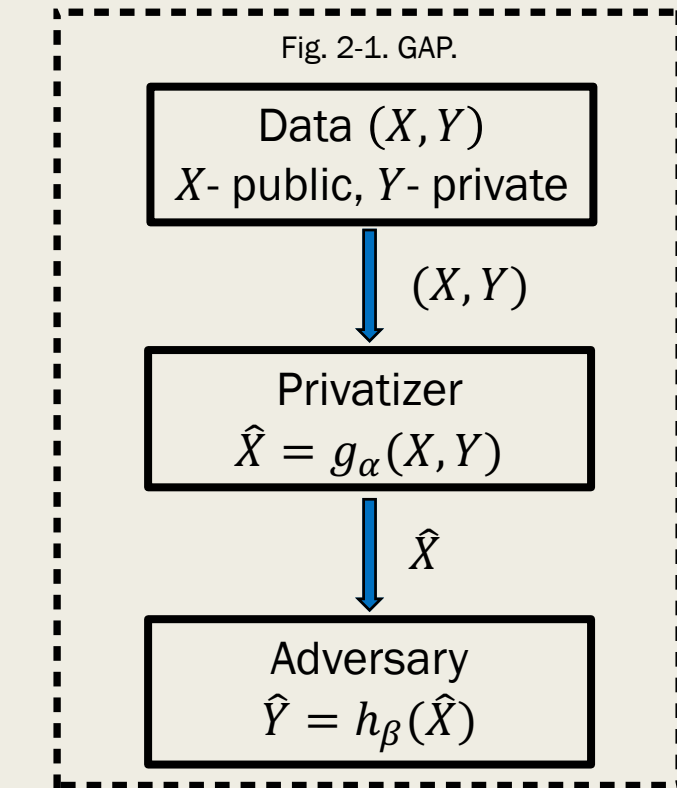 Fig. 2-1. GAP.
Data (𝑋, 𝑌)
𝑋- public, 𝑌- private
(𝑋, 𝑌)
Privatizer
𝑋̂ = 𝑔_𝛼(𝑋, 𝑌)
𝑋̂
Adversary
𝑌̂ = ℎ_𝛽(𝑋̂)